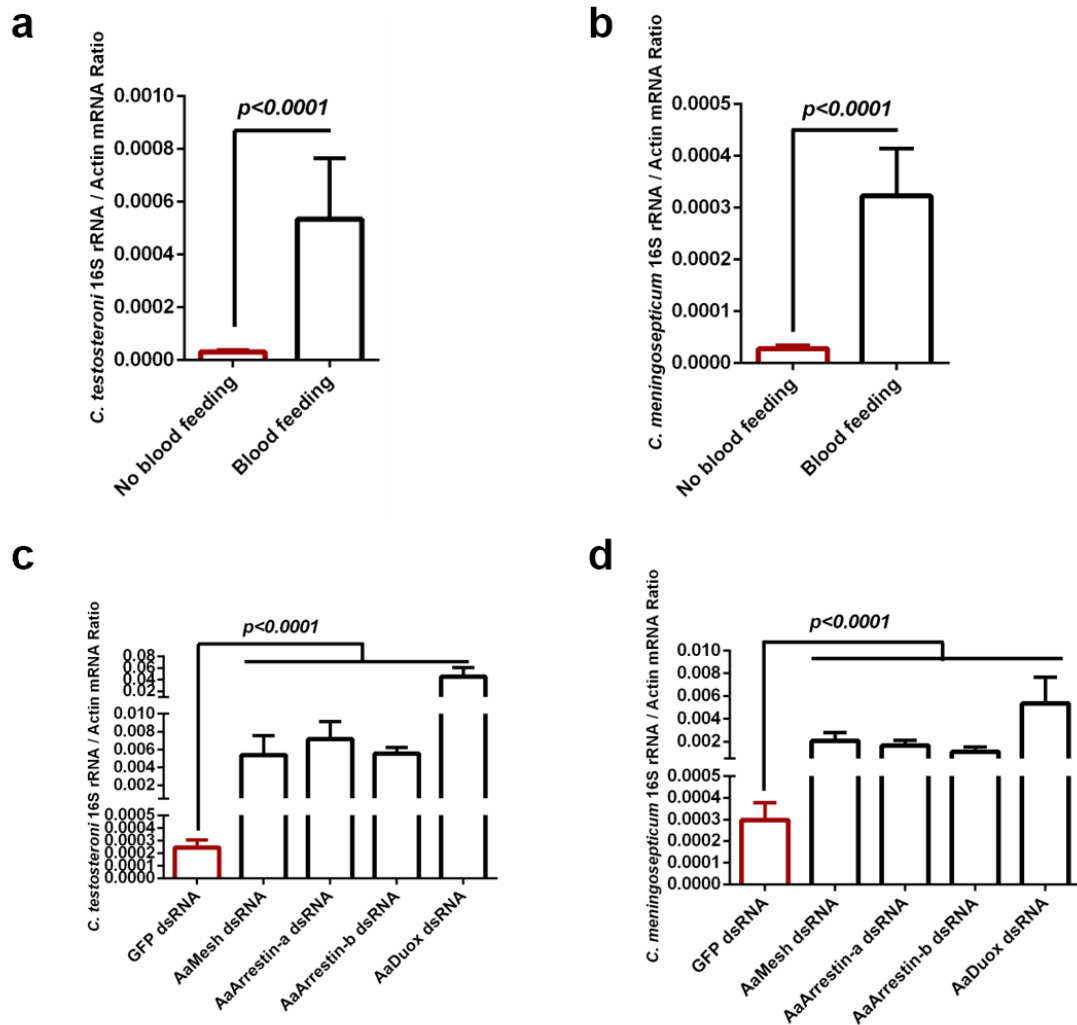 a
C. testosteroni 16S rRNA / Actin mRNA Ratio
0.0010
0.0008
0.0006
0.0004
0.0002
0.0000
p<0.0001
No blood feeding
Blood feeding
b
C. meningosepticum 16S rRNA / Actin mRNA Ratio
0.0005
0.0004
0.0003
0.0002
0.0001
0.0000
p<0.0001
No blood feeding
Blood feeding
c
C. testosteroni 16S rRNA / Actin mRNA Ratio
0.08
0.06
0.04
0.02
0.010
0.008
0.006
0.004
0.002
0.0005
0.0004
0.0003
0.0002
0.0001
0.0000
p<0.0001
GFP dsRNA
AaMesh dsRNA
AaArrestin-a dsRNA
AaArrestin-b dsRNA
AaDuox dsRNA
d
C. meningosepticum 16S rRNA / Actin mRNA Ratio
0.010
0.008
0.006
0.004
0.002
0.0005
0.0004
0.0003
0.0002
0.0001
0.0000
p<0.0001
GFP dsRNA
AaMesh dsRNA
AaArrestin-a dsRNA
AaArrestin-b dsRNA
AaDuox dsRNA